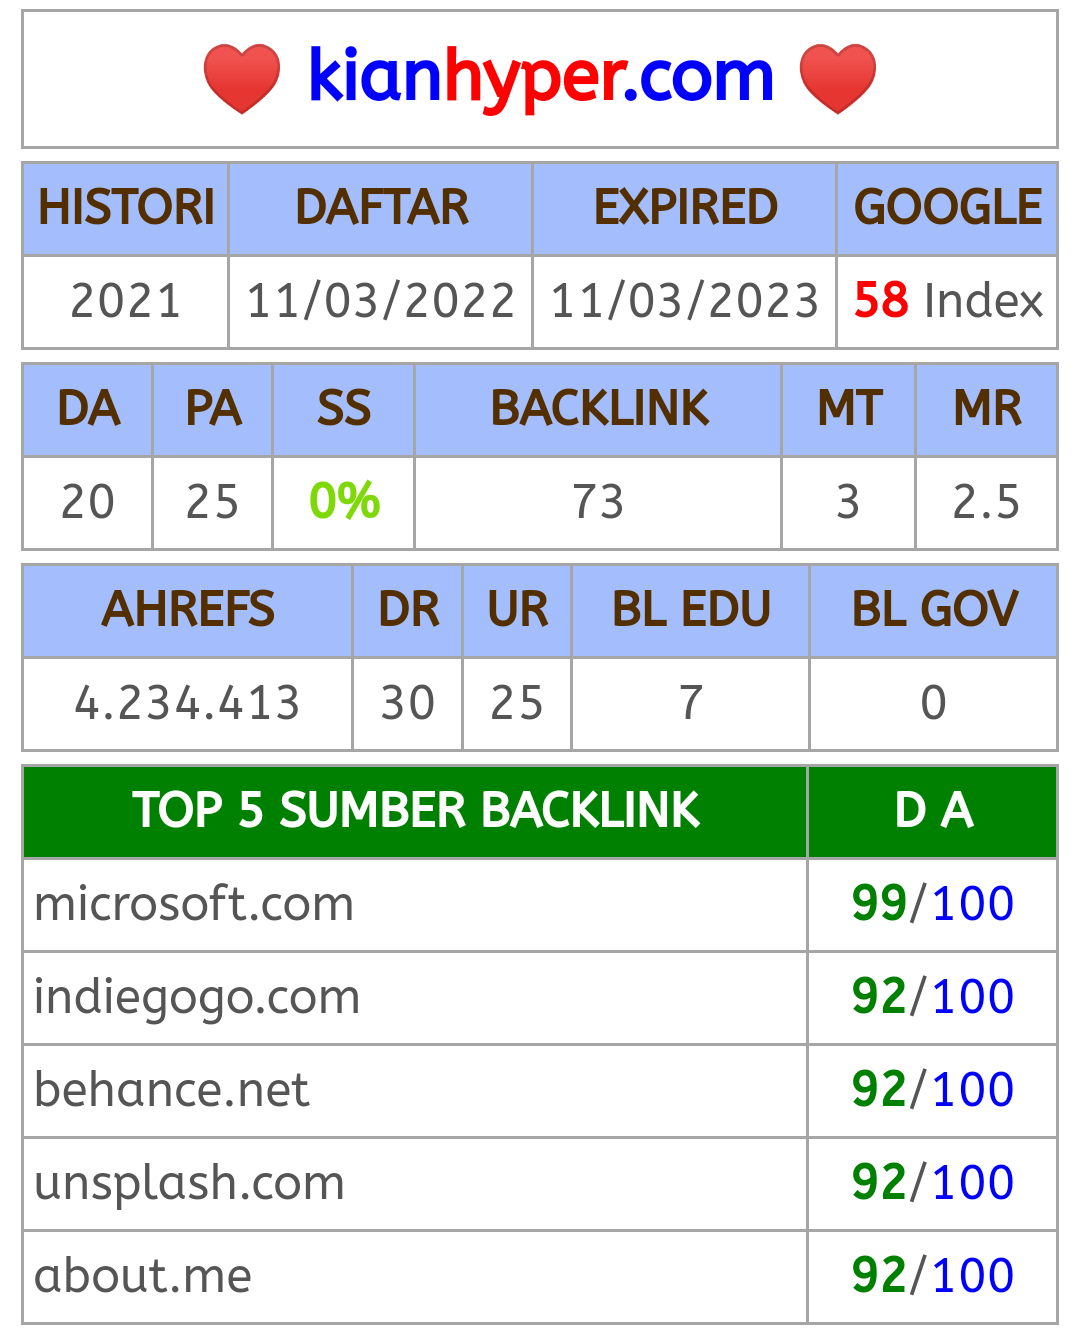 kianhyper.com
HISTORI DAFTAR EXPIRED GOOGLE
2021 11/03/2022 11/03/2023 58 Index
DA PA SS BACKLINK MT MR
20 25 0% 73 3 2.5
AHREFS DR UR BL EDU BL GOV
4.234.413 30 25 7 0
TOP 5 SUMBER BACKLINK D A
microsoft.com 99/100
indiegogo.com 92/100
behance.net 92/100
unsplash.com 92/100
about.me 92/100